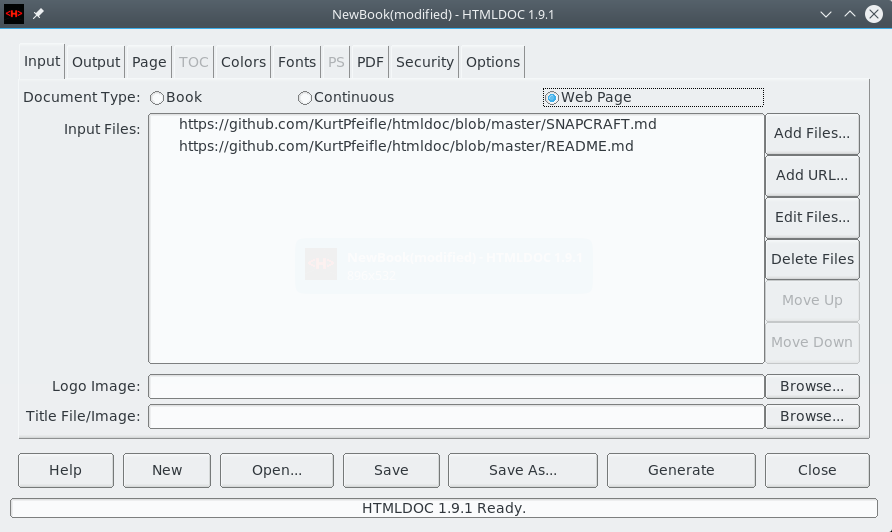 NewBook(modified) - HTMLDOC 1.9.1
Input Output Page TOC Colors Fonts PS PDF Security Options
Document Type: Book Continuous Web Page
Input Files:
https://github.com/KurtPfeifle/htmldoc/blob/master/SNAPCRAFT.md
https://github.com/KurtPfeifle/htmldoc/blob/master/README.md
Add Files...
Add URL...
Edit Files...
Delete Files
Move Up
Move Down
NewBook(modified) - HTMLDOC 1.9.1
Logo Image: Browse...
Title File/Image: Browse...
Help New Open... Save Save As... Generate Close
HTMLDOC 1.9.1 Ready.